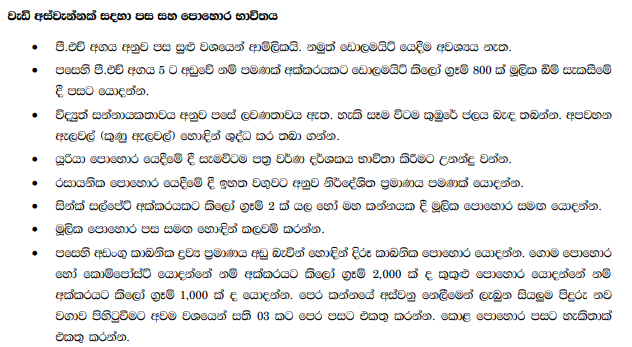 වැඩි අස්වැන්නක් සඳහා පස සහ පොහොර භාවිතය
• පී.එච් අගය අනුව පස සුළු වශයෙන් ආම්ලිකයි. නමුත් ඩොලමයිට් යෙදීම අවශ්‍යය නැත.
• පසෙහි පී.එච් අගය 5 ට අඩුවේ නම් පමණක් අක්කරයකට ඩොලමයිට් කිලෝ ග්‍රෑම් 800 ක් මූලික බිම් සැකසීමේ
දී පසට යොදන්න.
• විද්‍යුත් සන්නායකතාවය අනුව පසේ ලවණතාවය ඇත. හැකි සෑම විටම කුඹුරේ ජලය බැඳ තබන්න. අපවහන
ඇලවල් (කුණු ඇලවල්) හොඳින් ශුද්ධ කර තබා ගන්න.
• යූරියා පොහොර යෙදීමේ දී සැමවිටම පත්‍ර වර්ණ දර්ශකය භාවිතා කිරීමට උනන්දු වන්න.
• රසායනික පොහොර යෙදීමේ දී ඉහත වගුවට අනුව නිර්දේශිත ප්‍රමාණය පමණක් යොදන්න.
• සින්ක් සල්පේට් අක්කරයකට කිලෝ ග්‍රෑම් 2 ක් යල හෝ මහ කන්නයක දී මූලික පොහොර සමඟ යොදන්න.
• මූලික පොහොර පස සමඟ හොඳින් කලවම් කරන්න.
• පසෙහි අඩංගු කාබනික ද්‍රව්‍ය ප්‍රමාණය අඩු බැවින් හොඳින් දිරූ කාබනික පොහොර යොදන්න. ගොම පොහොර
හෝ කොම්පෝස්ට් යොදන්නේ නම් අක්කරයට කිලෝ ග්‍රෑම් 2,000 ක් ද කුකුළු පොහොර යොදන්නේ නම්
අක්කරයට කිලෝ ග්‍රෑම් 1,000 ක් ද යොදන්න. පෙර කන්නයේ අස්වනු නෙලීමෙන් ලැබුන සියලුම පිදුරු නව
වගාව පිහිටුවීමට අවම වශයෙන් සති 03 කට පෙර පසට එකතු කරන්න. කොළ පොහොර පසට හැකිතාක්
එකතු කරන්න.